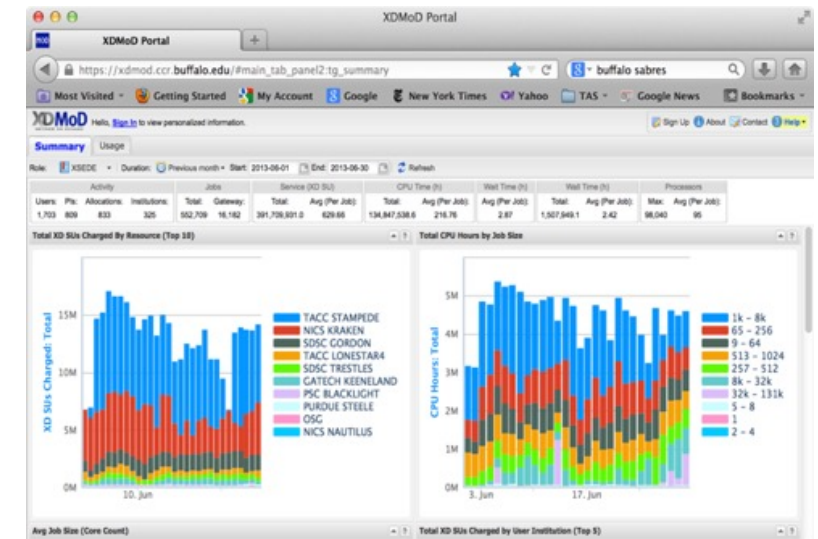 XDMoD Portal
XDMoD Portal
https://xdmod.ccr.buffalo.edu/#main_tab_panel2:tg_summary
buffalo sabres
Most Visited
Getting Started
My Account
Google
New York Times
Yahoo
TAS
Google News
Bookmarks
XDMoD Hello, Sign In to view personalized information.
Sign Up About Contact Help
Summary Usage
Role: XSEDE Duration: Previous month Start: 2013-06-01 End: 2013-06-30 Refresh
Activity Jobs Service (XD SU) CPU Time (h) Wait Time (h) Wall Time (h) Processors
Users: PIs: Allocations: Institutions: Total: Gateway: Total: Avg (Per Job): Total: Avg (Per Job): Avg (Per Job): Total: Avg (Per Job): Max: Avg (Per Job):
1,703 809 833 325 552,709 16,182 391,709,931.0 629.66 134,847,538.6 216.76 2.87 1,507,949.1 2.42 98,040 95
Total XD SUs Charged By Resource (Top 10)
XD SUs Charged: Total
15M
10M
5M
0M
10. Jun
TACC STAMPEDE
NICS KRAKEN
SDSC GORDON
TACC LONESTAR4
SDSC TRESTLES
GATECH KEENELAND
PSC BLACKLIGHT
PURDUE STEELE
OSG
NICS NAUTILUS
Total CPU Hours by Job Size
CPU Hours: Total
5M
4M
3M
2M
1M
0M
3. Jun
17. Jun
1k - 8k
65 - 256
9 - 64
513 - 1024
257 - 512
8k - 32k
32k - 131k
5 - 8
1
2 - 4
Avg Job Size (Core Count)
Total XD SUs Charged by User Institution (Top 5)